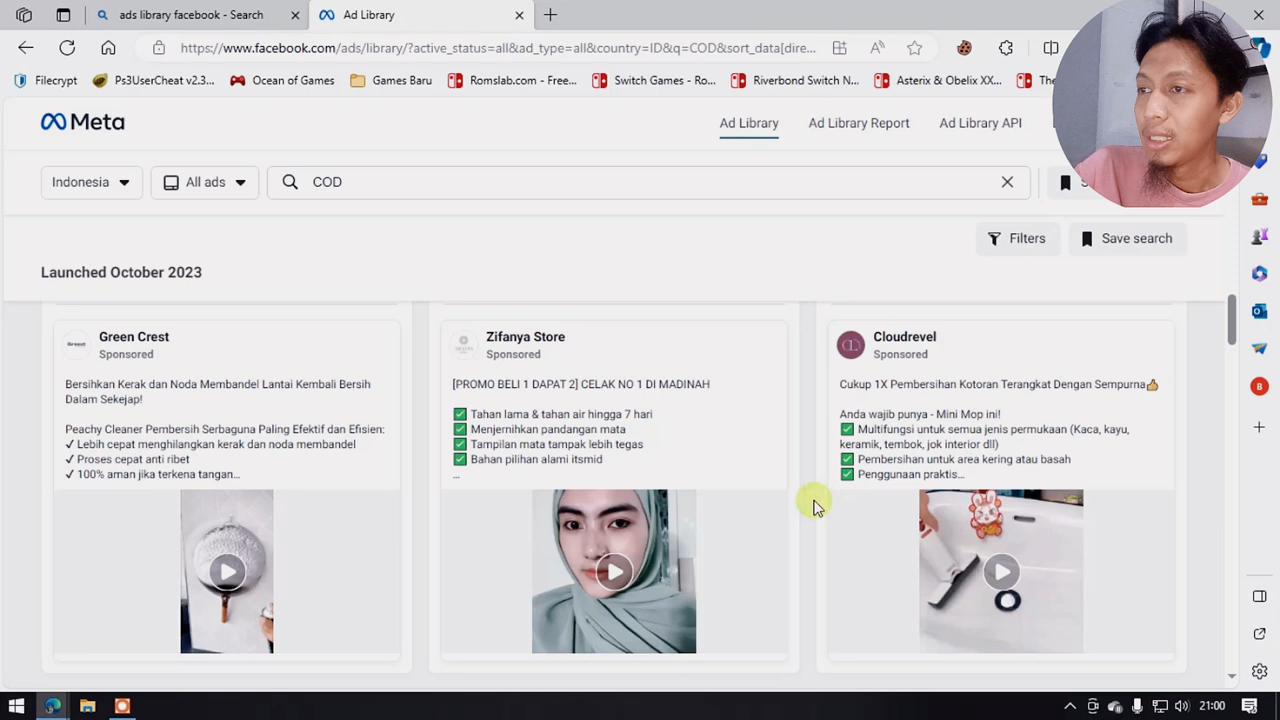 ads library facebook - Search
Ad Library
https://www.facebook.com/ads/library/?active_status=all&ad_type=all&country=ID&q=COD&sort_data[dire...
Filecrypt
Ps3UserCheat v2.3...
Ocean of Games
Games Baru
Romslab.com - Free...
Switch Games - Ro...
Riverbond Switch N...
Asterix & Obelix XX...
Meta
Ad Library
Ad Library Report
Ad Library API
Indonesia
All ads
COD
Filters
Save search
Launched October 2023
Green Crest
Sponsored
Bersihkan Kerak dan Noda Membandel Lantai Kembali Bersih
Dalam Sekejap!
Peachy Cleaner Pembersih Serbaguna Paling Efektif dan Efisien:
✓ Lebih cepat menghilangkan kerak dan noda membandel
✓ Proses cepat anti ribet
✓ 100% aman jika terkena tangan...
Zifanya Store
Sponsored
[PROMO BELI 1 DAPAT 2] CELAK NO 1 DI MADINAH
✅ Tahan lama & tahan air hingga 7 hari
✅ Menjernihkan pandangan mata
✅ Tampilan mata tampak lebih tegas
✅ Bahan pilihan alami itsmid
...
Cloudrevel
Sponsored
Cukup 1X Pembersihan Kotoran Terangkat Dengan Sempurna👍
Anda wajib punya - Mini Mop ini!
✅ Multifungsi untuk semua jenis permukaan (Kaca, kayu,
keramik, tembok, jok interior dll)
✅ Pembersihan untuk area kering atau basah
✅ Penggunaan praktis...
21:00